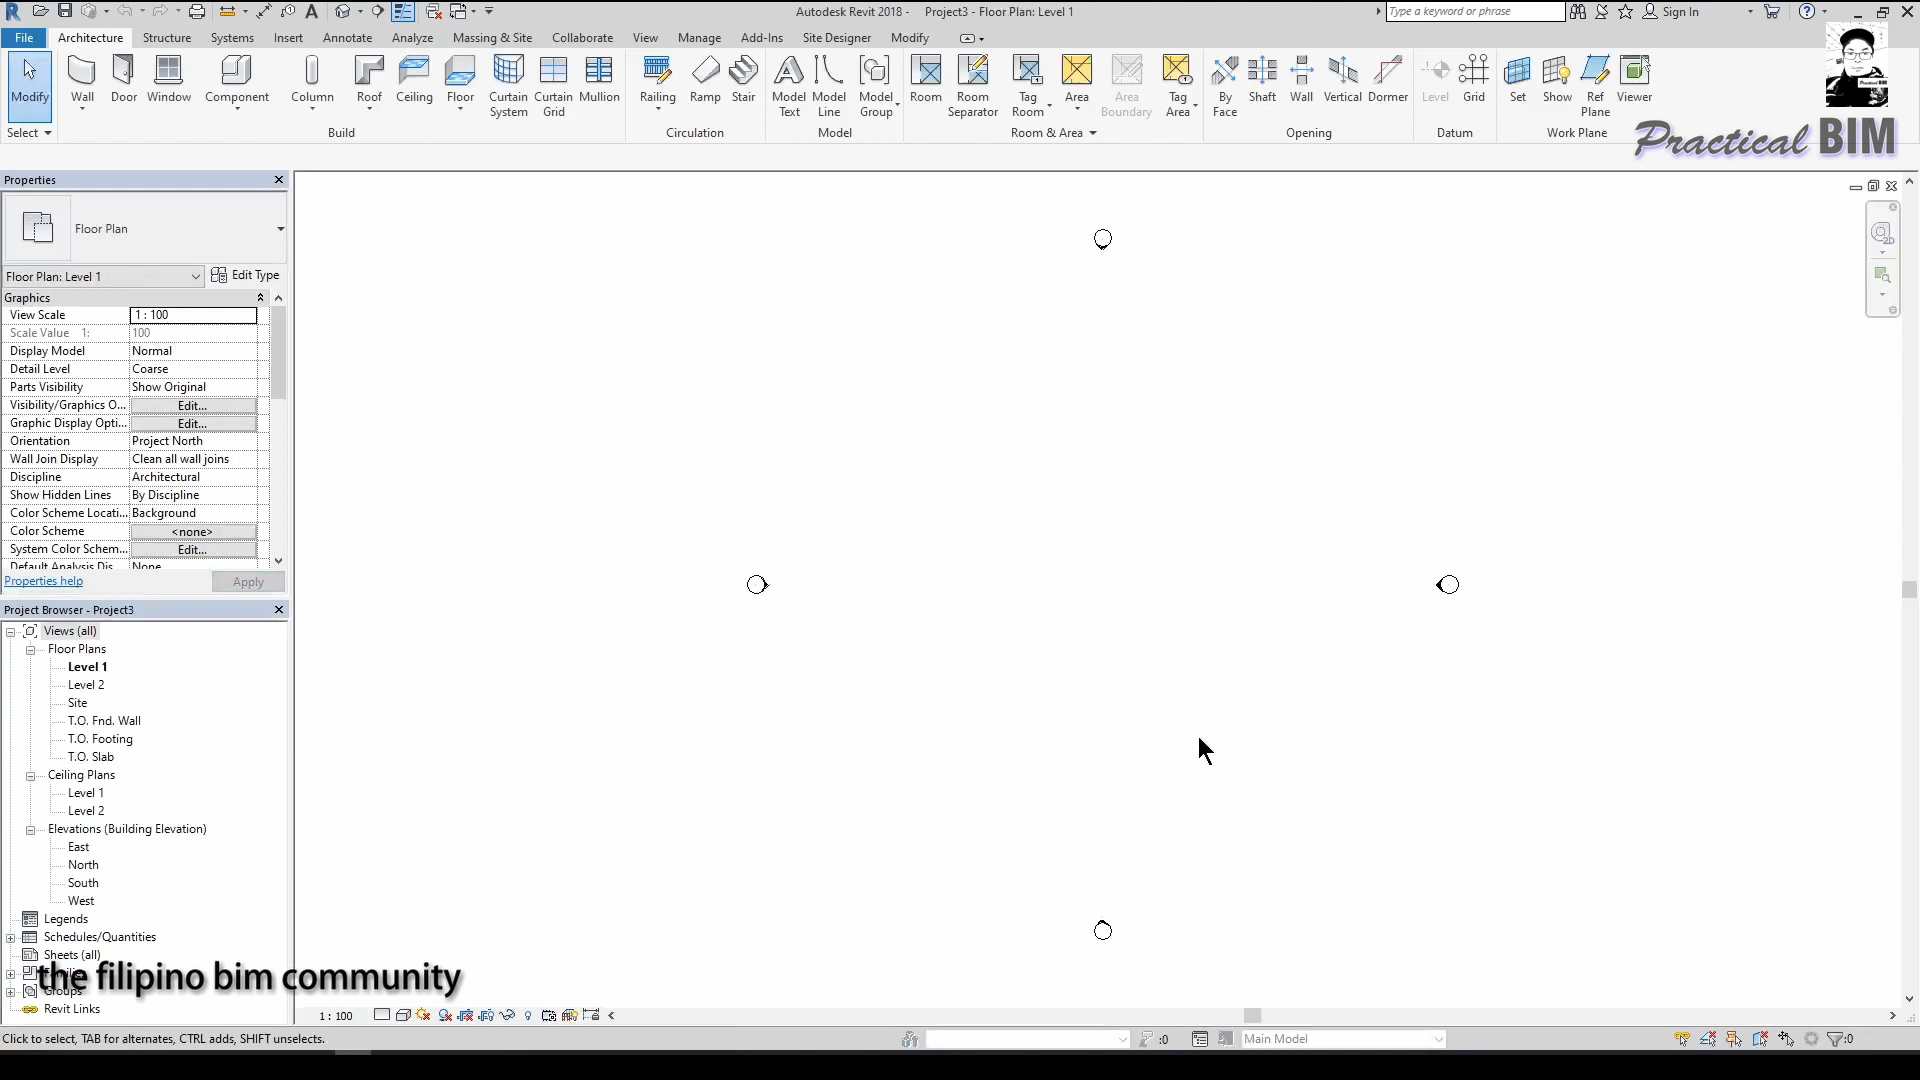 Autodesk Revit 2018 - Project3 - Floor Plan: Level 1
Type a keyword or phrase
Sign In
File Architecture Structure Systems Insert Annotate Analyze Massing & Site Collaborate View Manage Add-Ins Site Designer Modify
Modify
Wall
Door
Window
Component
Column
Roof
Ceiling
Floor
Curtain System
Curtain Grid
Mullion
Railing
Ramp
Stair
Model Text
Model Line
Model Group
Room
Room Separator
Tag Room
Area
Area Boundary
Tag Area
By Face
Shaft
Wall
Vertical
Dormer
Level
Grid
Set
Show
Ref Plane
Viewer
Select
Build
Circulation
Model
Room & Area
Opening
Datum
Work Plane
Practical BIM
Properties
Floor Plan
Floor Plan: Level 1
Edit Type
Graphics
View Scale 1 : 100
Scale Value 1: 100
Display Model Normal
Detail Level Coarse
Parts Visibility Show Original
Visibility/Graphics O... Edit...
Graphic Display Opti... Edit...
Orientation Project North
Wall Join Display Clean all wall joins
Discipline Architectural
Show Hidden Lines By Discipline
Color Scheme Locati... Background
Color Scheme <none>
System Color Schem... Edit...
Default Analysis Dis... None
Properties help
Apply
Project Browser - Project3
Views (all)
Floor Plans
Level 1
Level 2
Site
T.O. Fnd. Wall
T.O. Footing
T.O. Slab
Ceiling Plans
Level 1
Level 2
Elevations (Building Elevation)
East
North
South
West
Legends
Schedules/Quantities
Sheets (all)
Families
the filipino bim community
Groups
Revit Links
1 : 100
Click to select, TAB for alternates, CTRL adds, SHIFT unselects.
:0
Main Model
:0
2D